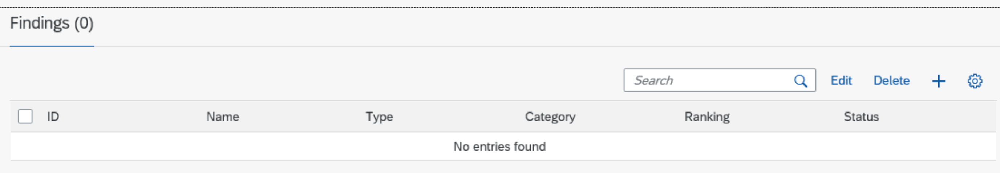 Findings (0)
Search Edit Delete
ID Name Type Category Ranking Status
No entries found